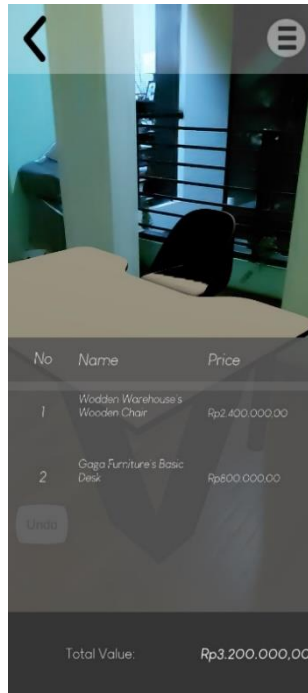 No Name Price
1 Wodden Warehouse's Wooden Chair Rp2.400.000,00
2 Gaga Furniture's Basic Desk Rp800.000,00
Undo
Total Value: Rp3.200.000,00